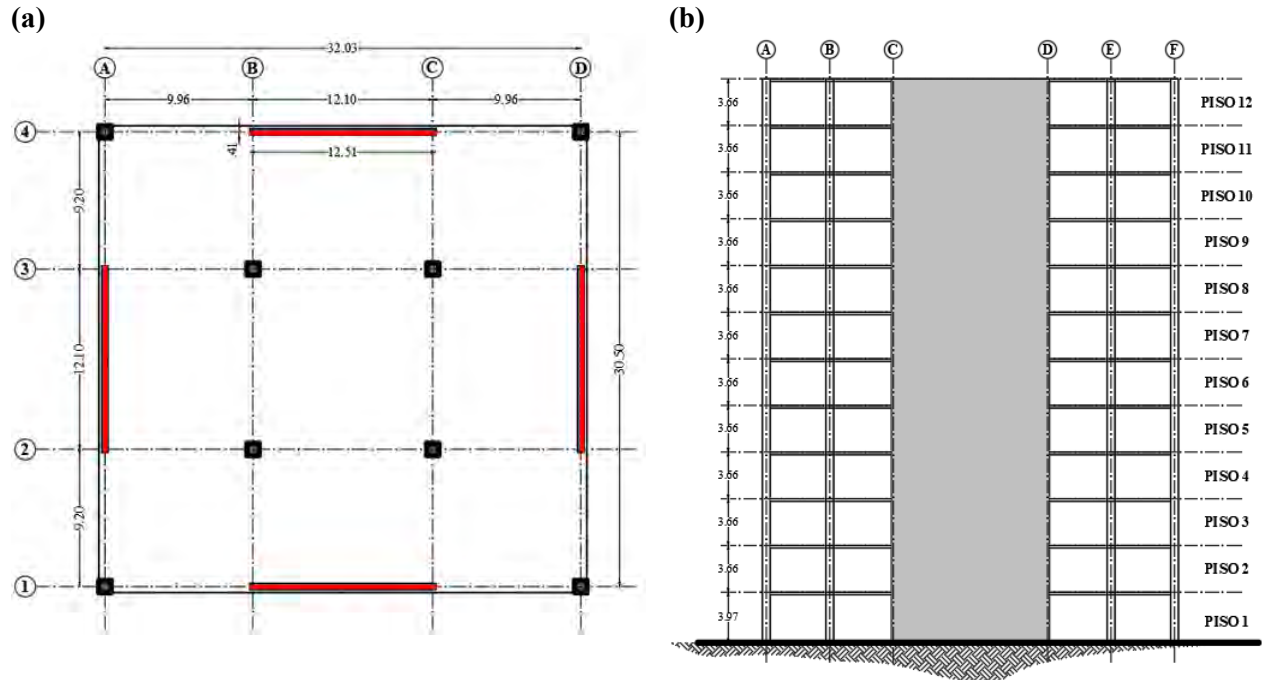 (a)
32.03
A B C D
9.96 12.10 9.96
4
.41
12.51
9.20
3
12.10
30.50
2
9.20
1
(b)
A B C D E F
3.66 PISO 12
3.66 PISO 11
3.66 PISO 10
3.66 PISO 9
3.66 PISO 8
3.66 PISO 7
3.66 PISO 6
3.66 PISO 5
3.66 PISO 4
3.66 PISO 3
3.66 PISO 2
3.97 PISO 1